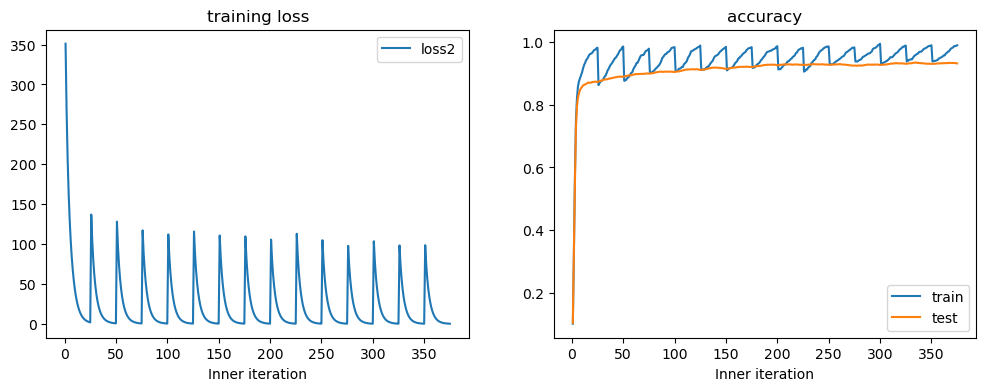 training loss
350
300
250
200
150
100
50
0
loss2
0 50 100 150 200 250 300 350
Inner iteration
accuracy
1.0
0.8
0.6
0.4
0.2
train
test
0 50 100 150 200 250 300 350
Inner iteration